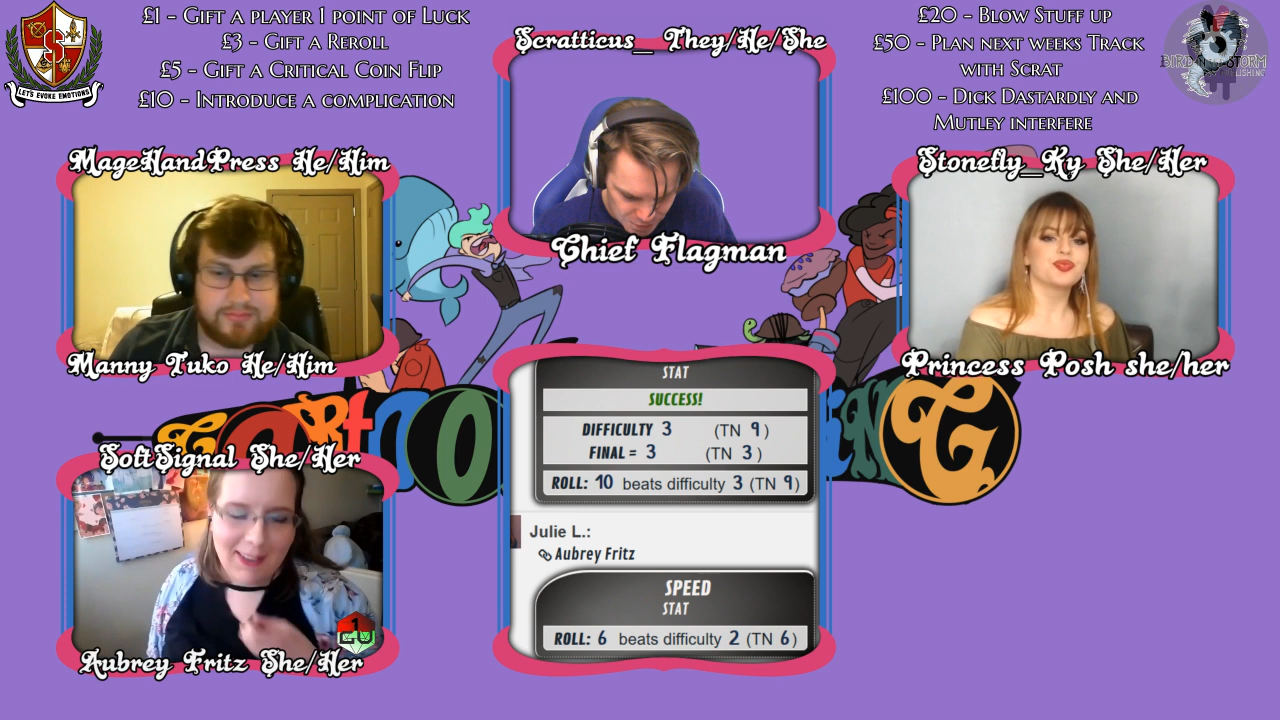 £1 - Gift a player 1 point of Luck
£3 - Gift a Reroll
£5 - Gift a Critical Coin Flip
£10 - Introduce a complication
£20 - Blow Stuff up
£50 - Plan next weeks Track
with Scrat
£100 - Dick Dastardly and
Mutley interfere
LET'S EVOKE EMOTIONS
Scratticus_ They/He/She
Chief Flagman
MageHandPress He/Him
Manny Tuko He/Him
Stonefly_Ky She/Her
Princess Posh she/her
SoftSignal She/Her
Aubrey Fritz She/Her
1
STAT
SUCCESS!
DIFFICULTY 3 (TN 9)
FINAL = 3 (TN 3)
ROLL: 10 beats difficulty 3 (TN 9)
Julie L.:
Aubrey Fritz
SPEED
STAT
ROLL: 6 beats difficulty 2 (TN 6)